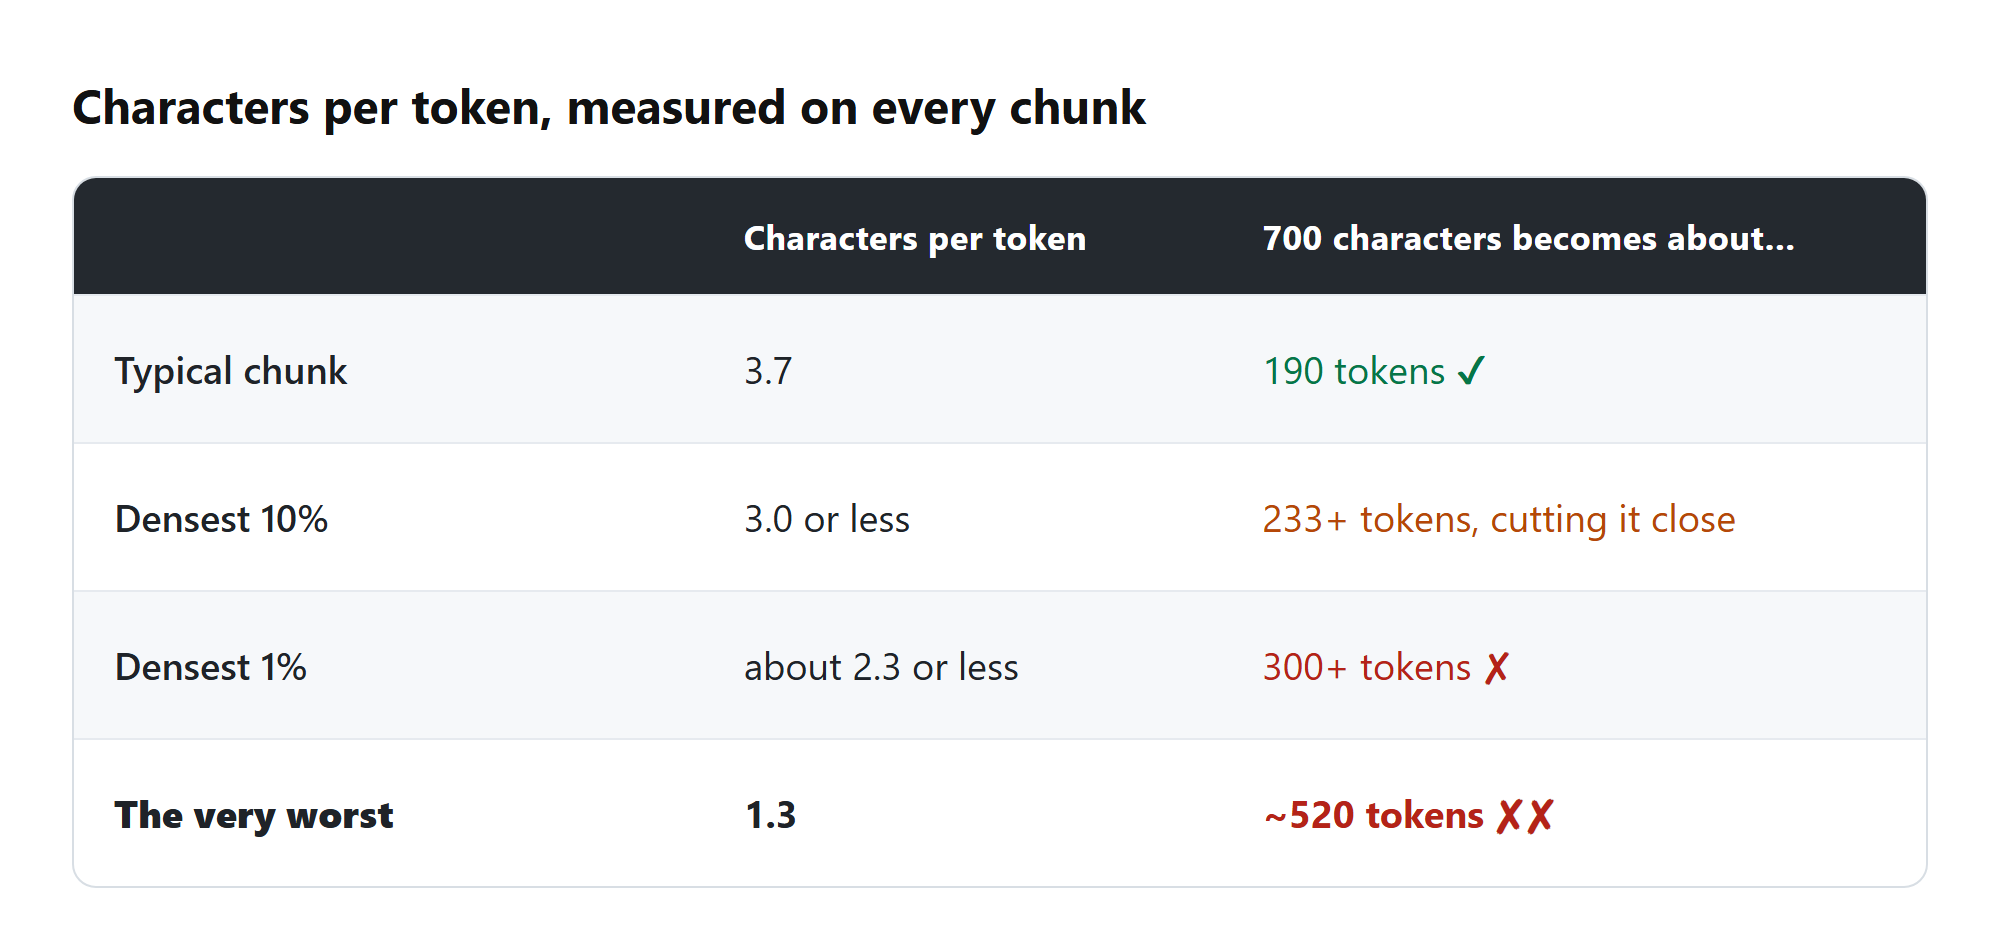 Characters per token, measured on every chunk
Characters per token 700 characters becomes about...
Typical chunk 3.7 190 tokens ✓
Densest 10% 3.0 or less 233+ tokens, cutting it close
Densest 1% about 2.3 or less 300+ tokens ✗
The very worst 1.3 ~520 tokens ✗✗